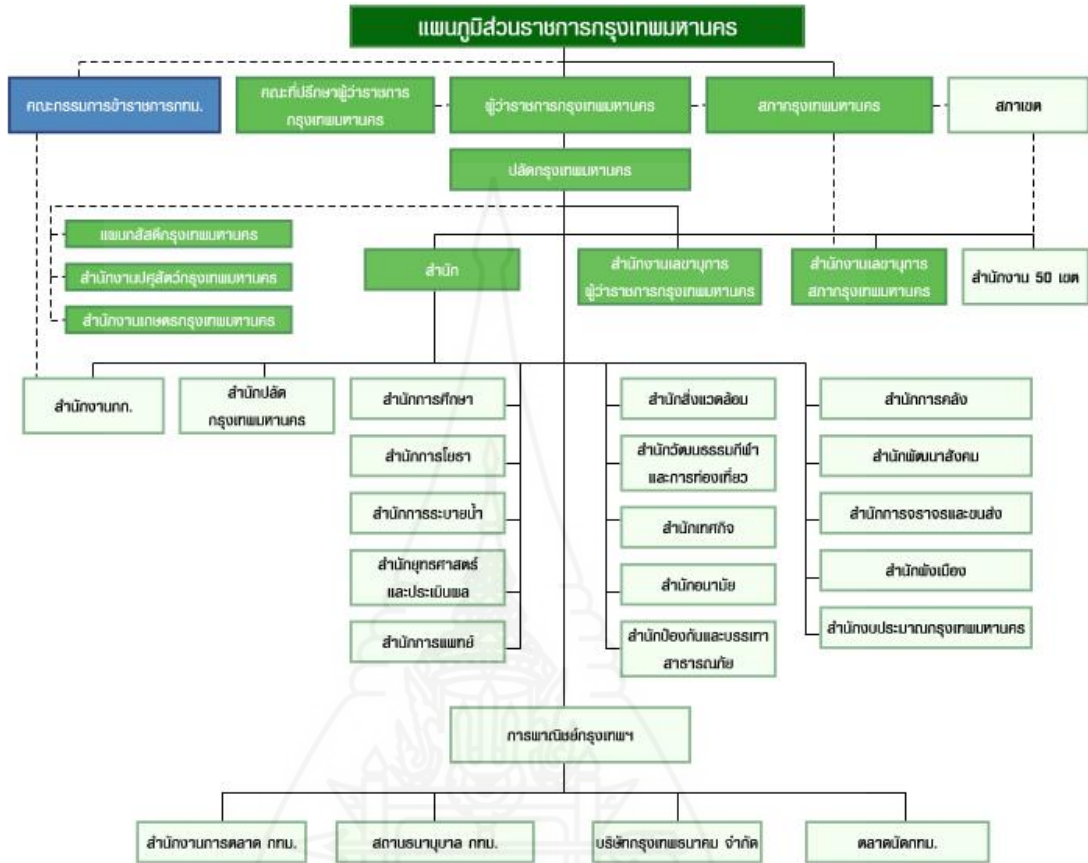 แผนภูมิส่วนราชการกรุงเทพมหานคร
คณะกรรมการข้าราชการกทม.
คณะที่ปรึกษาผู้ว่าราชการ
กรุงเทพมหานคร
ผู้ว่าราชการกรุงเทพมหานคร
สภากรุงเทพมหานคร
สภาเขต
ปลัดกรุงเทพมหานคร
แผนกสัสดีกรุงเทพมหานคร
สำนักงานปศุสัตว์กรุงเทพมหานคร
สำนักงานเกษตรกรุงเทพมหานคร
สำนัก
สำนักงานเลขานุการ
ผู้ว่าราชการกรุงเทพมหานคร
สำนักงานเลขานุการ
สภากรุงเทพมหานคร
สำนักงาน 50 เขต
สำนักงานกก.
สำนักปลัด
กรุงเทพมหานคร
สำนักการศึกษา
สำนักการโยธา
สำนักการระบายน้ำ
สำนักยุทธศาสตร์
และประเมินผล
สำนักการแพทย์
สำนักสิ่งแวดล้อม
สำนักวัฒนธรรมกีฬา
และการท่องเที่ยว
สำนักเทศกิจ
สำนักอนามัย
สำนักป้องกันและบรรเทา
สาธารณภัย
สำนักการคลัง
สำนักพัฒนาสังคม
สำนักการจราจรและขนส่ง
สำนักผังเมือง
สำนักงบประมาณกรุงเทพมหานคร
การพาณิชย์กรุงเทพฯ
สำนักงานการตลาด กทม.
สถานธนานุบาล กทม.
บริษัทกรุงเทพธนาคม จำกัด
ตลาดนัดกทม.